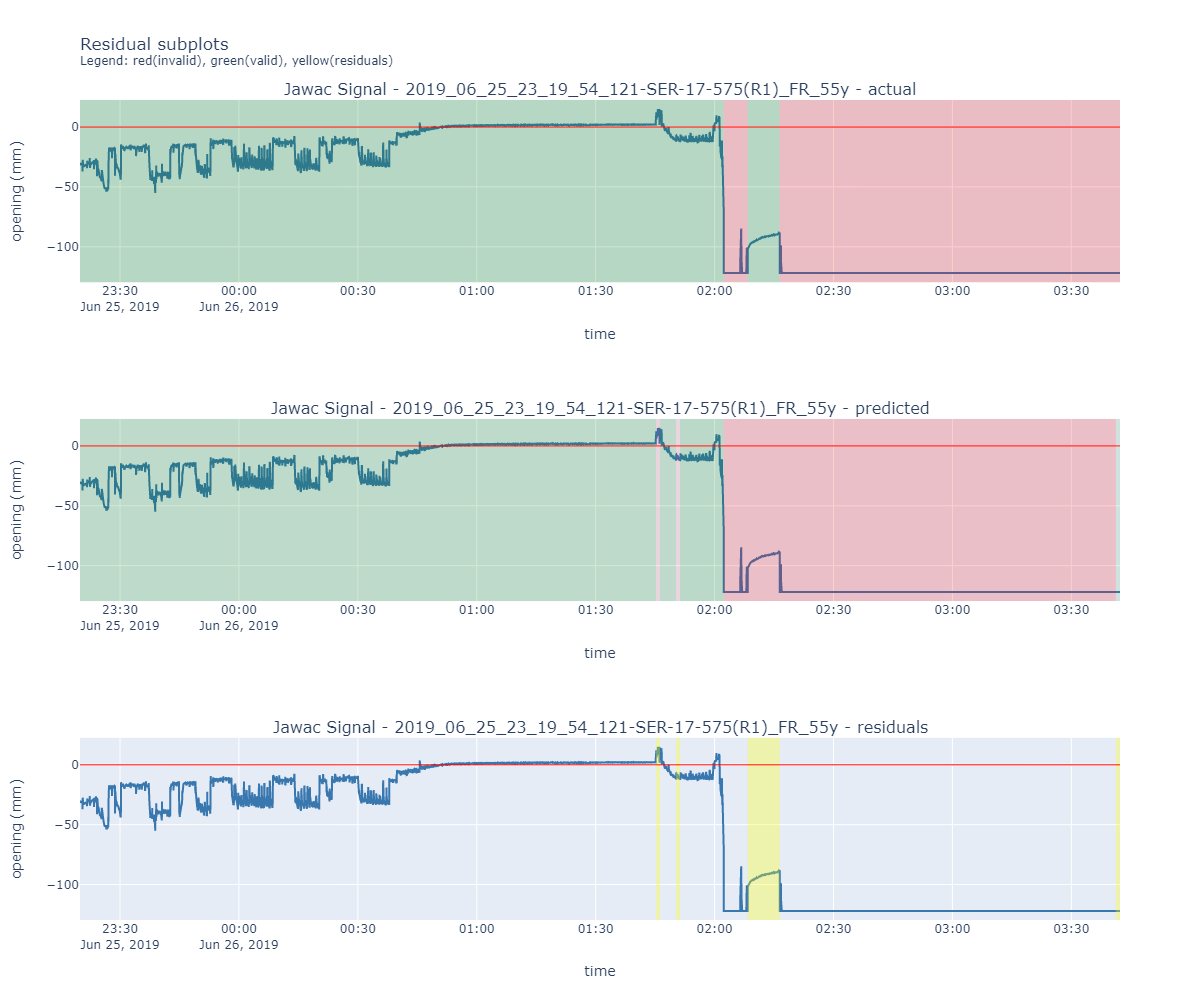 Residual subplots
Legend: red(invalid), green(valid), yellow(residuals)
Jawac Signal - 2019_06_25_23_19_54_121-SER-17-575(R1)_FR_55y - actual
opening (mm)
0
−50
−100
23:30 00:00 00:30 01:00 01:30 02:00 02:30 03:00 03:30
Jun 25, 2019 Jun 26, 2019
time
Jawac Signal - 2019_06_25_23_19_54_121-SER-17-575(R1)_FR_55y - predicted
opening (mm)
0
−50
−100
23:30 00:00 00:30 01:00 01:30 02:00 02:30 03:00 03:30
Jun 25, 2019 Jun 26, 2019
time
Jawac Signal - 2019_06_25_23_19_54_121-SER-17-575(R1)_FR_55y - residuals
opening (mm)
0
−50
−100
23:30 00:00 00:30 01:00 01:30 02:00 02:30 03:00 03:30
Jun 25, 2019 Jun 26, 2019
time